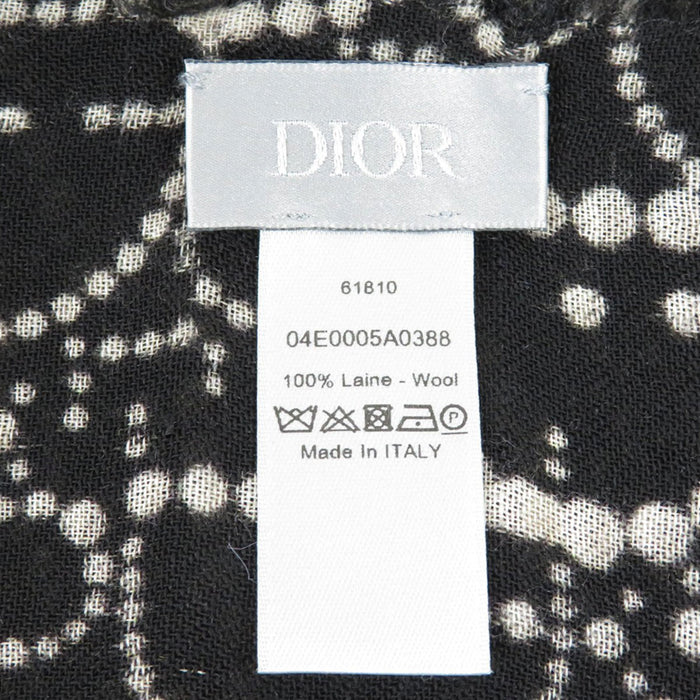 DIOR
61810
04E0005A0388
100% Laine - Wool
P
Made In ITALY